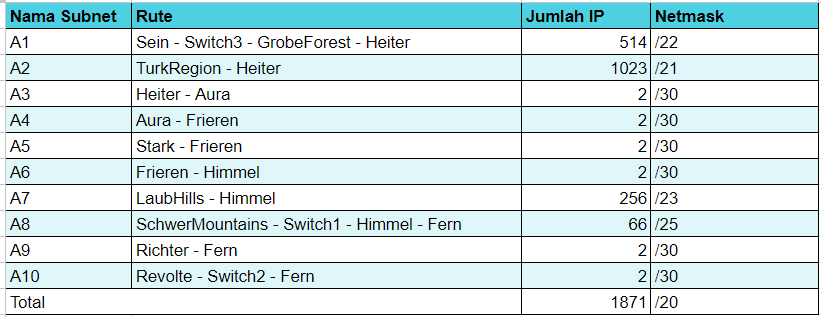 Nama Subnet Rute Jumlah IP Netmask
A1 Sein - Switch3 - GrobeForest - Heiter 514 /22
A2 TurkRegion - Heiter 1023 /21
A3 Heiter - Aura 2 /30
A4 Aura - Frieren 2 /30
A5 Stark - Frieren 2 /30
A6 Frieren - Himmel 2 /30
A7 LaubHills - Himmel 256 /23
A8 SchwerMountains - Switch1 - Himmel - Fern 66 /25
A9 Richter - Fern 2 /30
A10 Revolte - Switch2 - Fern 2 /30
Total 1871 /20